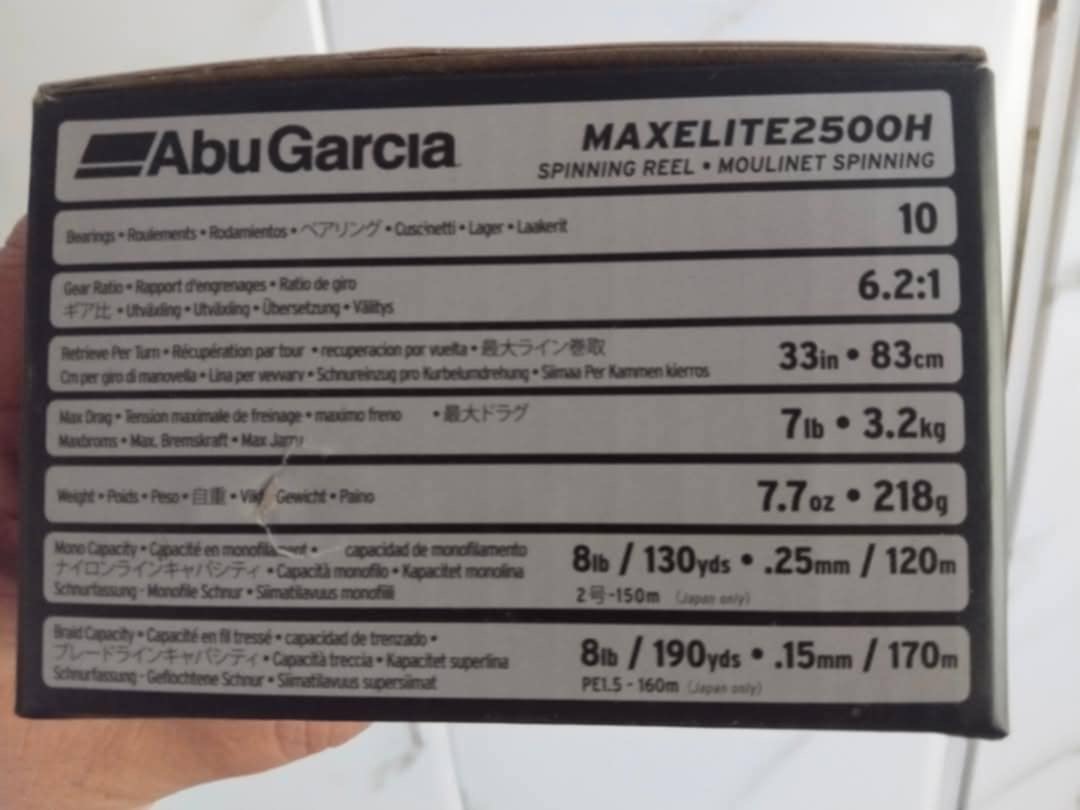 AbuGarcia
MAXELITE2500H
SPINNING REEL • MOULINET SPINNING
Bearings • Roulements • Rodamientos • ベアリング • Cuscinetti • Lager • Laakerit
10
Gear Ratio • Rapport d'engrenages • Ratio de giro
ギア比 • Utväxling • Utväxling • Übersetzung • Välitys
6.2:1
Retrieve Per Turn • Récupération par tour • recuperacion por vuelta • 最大ライン巻取
Cm per giro di manovella • Lina per vevvarv • Schnureinzug pro Kurbelumdrehung • Siimaa Per Kammen kierros
33in • 83cm
Max Drag • Tension maximale de freinage • maximo freno • 最大ドラグ
Maxbroms • Max. Bremskraft • Max Jarru
7lb • 3.2kg
Weight • Poids • Peso • 自重 • Gewicht • Paino
7.7oz • 218g
Mono Capacity • Capacité en • capacidad de monofilamento
ナイロンラインキャパシティ • Capacità monofilo • Kapacitet monolina
Schnurfassung - Monofile Schnur • Siimatilavuus monofiili
8lb / 130yds • .25mm / 120m
2号-150m (Japan only)
Braid Capacity • Capacité en fil tressé • capacidad de trenzado •
ブレードラインキャパシティ • Capacità treccia • Kapacitet superlina
Schnurfassung - Geflochtene Schnur • Siimatilavuus supersiimat
8lb / 190yds • .15mm / 170m
PE1.5 - 160m (Japan only)